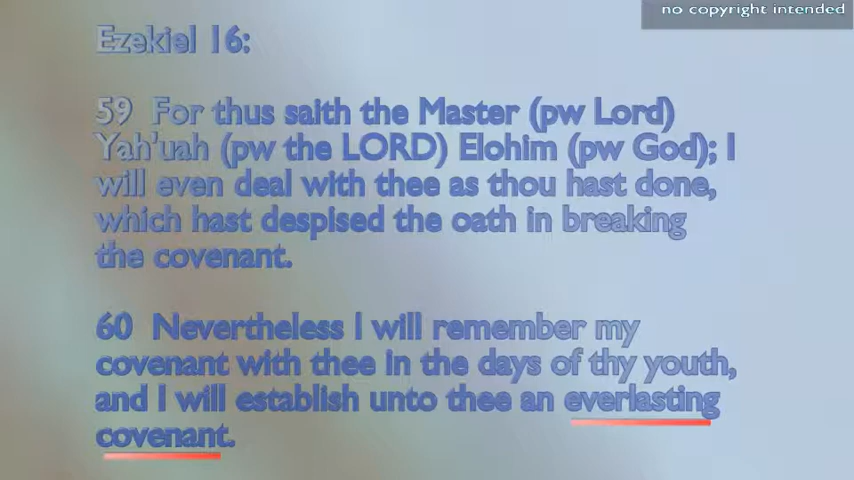 no copyright intended
Ezekiel 16:
59 For thus saith the Master (pw Lord)
Yah'uah (pw the LORD) Elohim (pw God); I
will even deal with thee as thou hast done,
which hast despised the oath in breaking
the covenant.
60 Nevertheless I will remember my
covenant with thee in the days of thy youth,
and I will establish unto thee an everlasting
covenant.